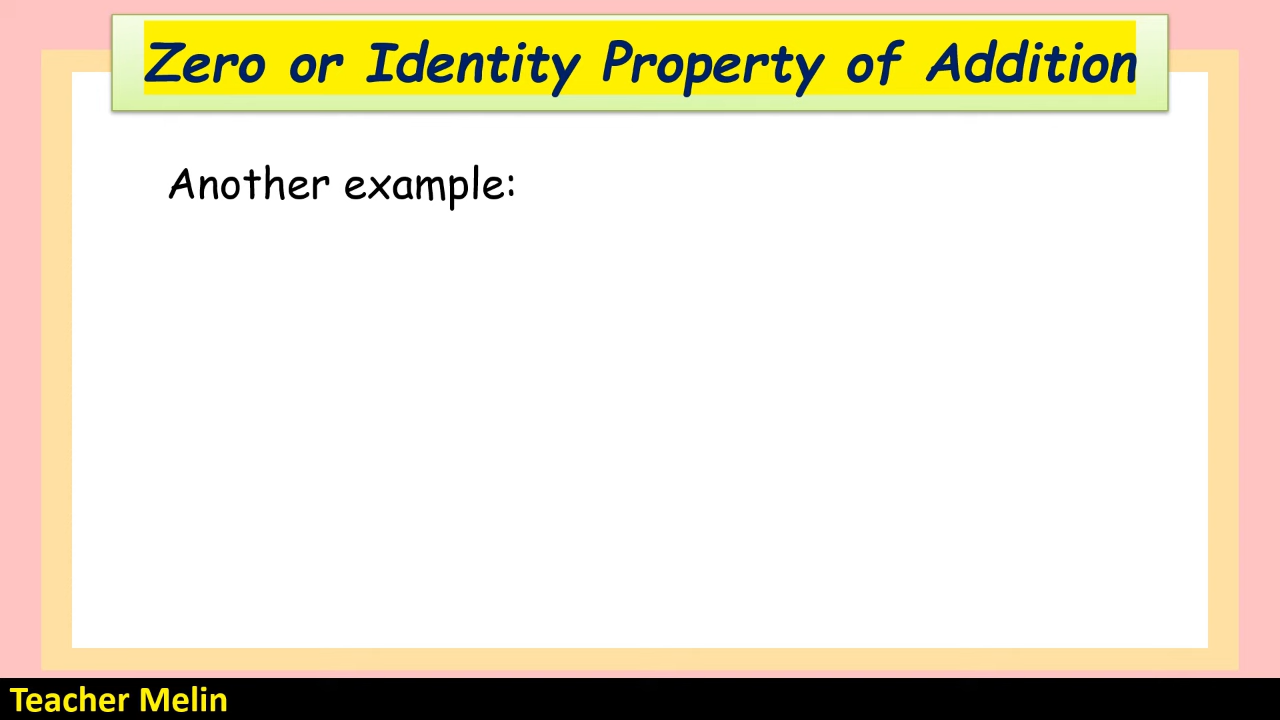 Zero or Identity Property of Addition
Another example:
Teacher Melin